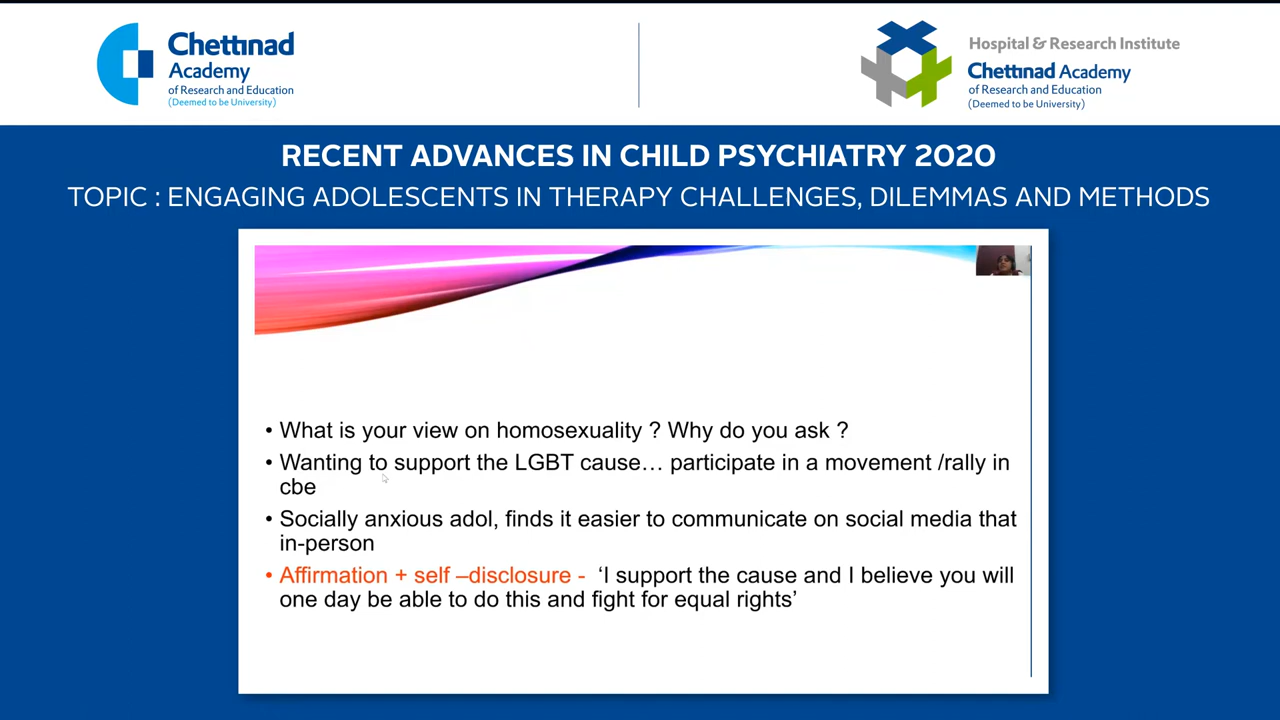 Chettinad
Academy
of Research and Education
(Deemed to be University)
Hospital & Research Institute
Chettinad Academy
of Research and Education
(Deemed to be University)
RECENT ADVANCES IN CHILD PSYCHIATRY 2020
TOPIC : ENGAGING ADOLESCENTS IN THERAPY CHALLENGES, DILEMMAS AND METHODS
• What is your view on homosexuality ? Why do you ask ?
• Wanting to support the LGBT cause… participate in a movement /rally in
cbe
• Socially anxious adol, finds it easier to communicate on social media that
in-person
• Affirmation + self –disclosure - ‘I support the cause and I believe you will
one day be able to do this and fight for equal rights’